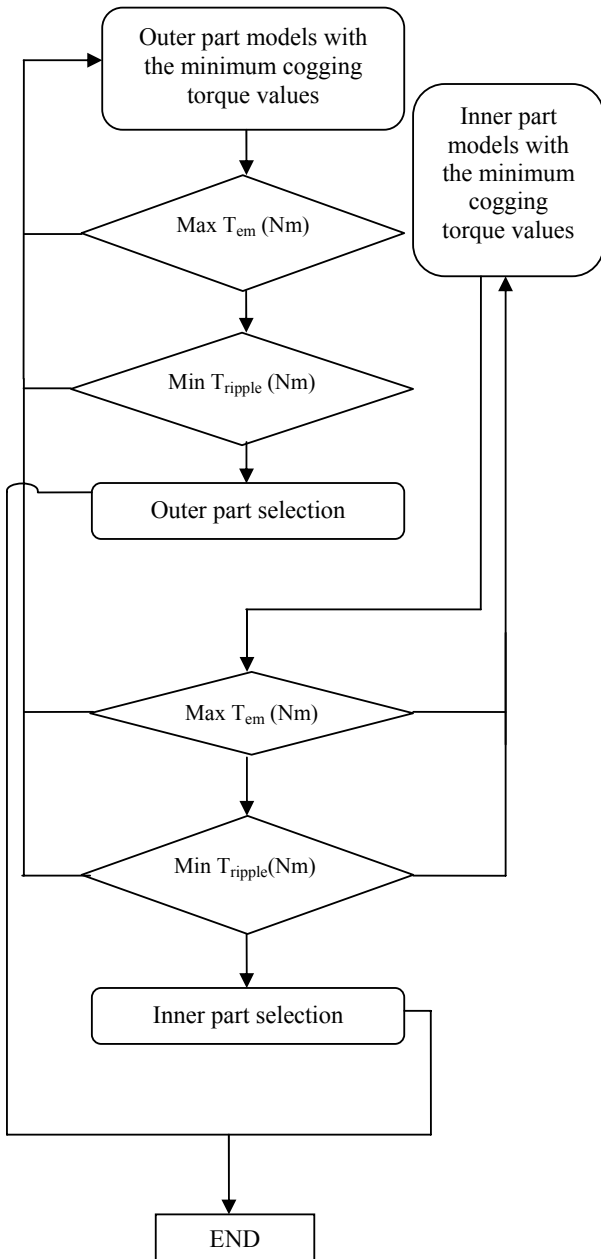 Outer part models with
the minimum cogging
torque values
Inner part
models with
the minimum
cogging
torque values
Max Tem (Nm)
Min Tripple (Nm)
Outer part selection
Max Tem (Nm)
Min Tripple(Nm)
Inner part selection
END